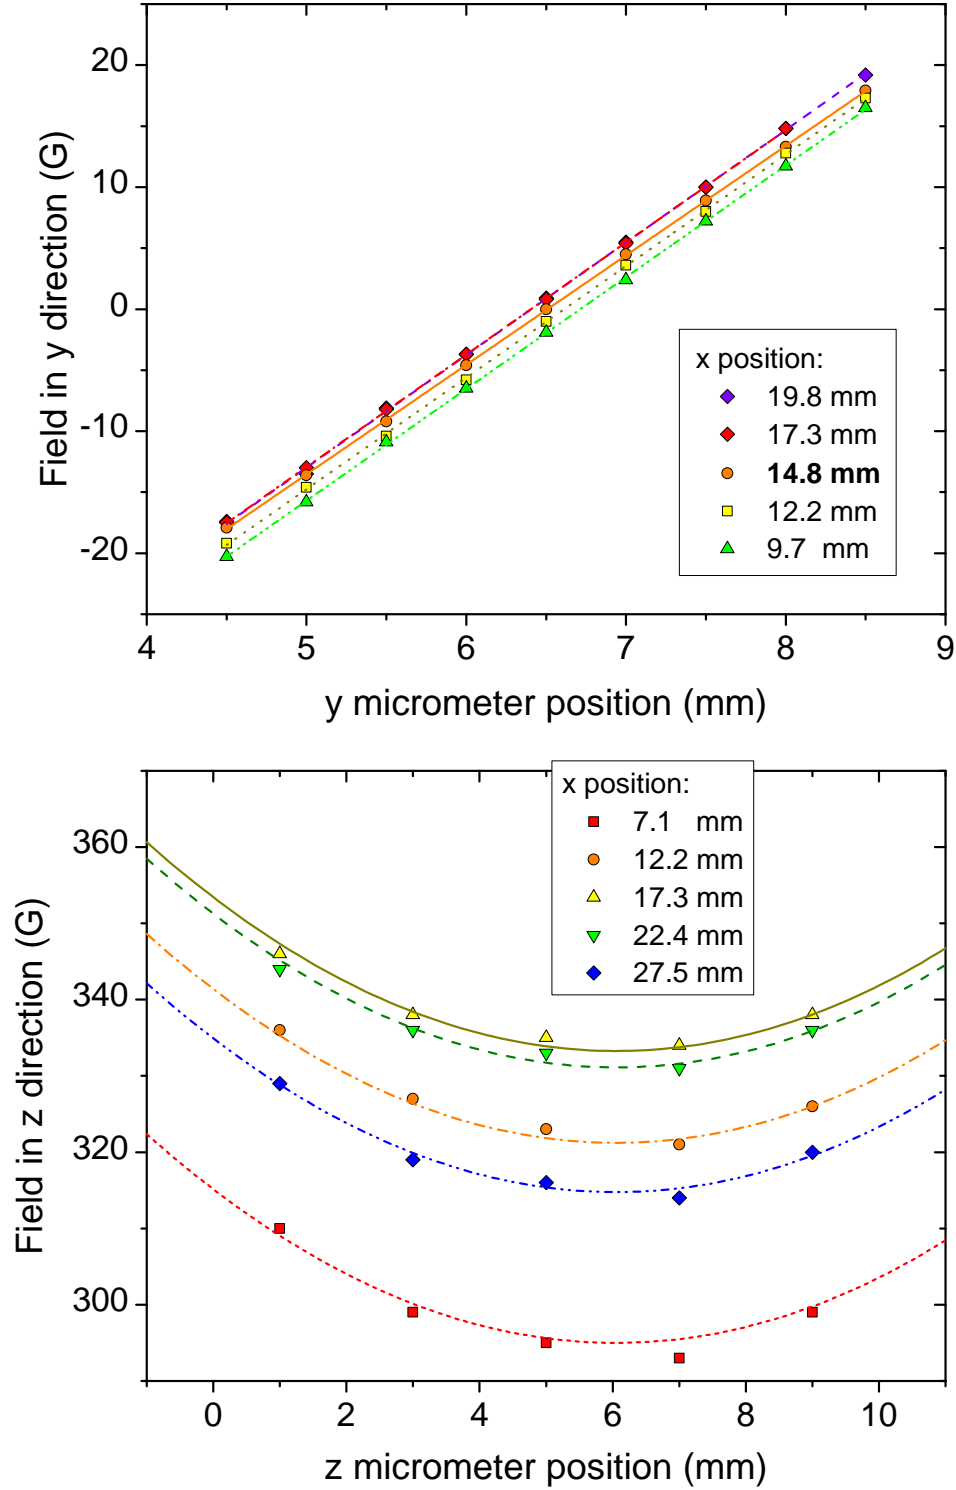 20
10
0
-10
-20
Field in y direction (G)
x position:
19.8 mm
17.3 mm
14.8 mm
12.2 mm
9.7 mm
4 5 6 7 8 9
y micrometer position (mm)
x position:
7.1 mm
12.2 mm
17.3 mm
22.4 mm
27.5 mm
360
340
320
300
Field in z direction (G)
0 2 4 6 8 10
z micrometer position (mm)